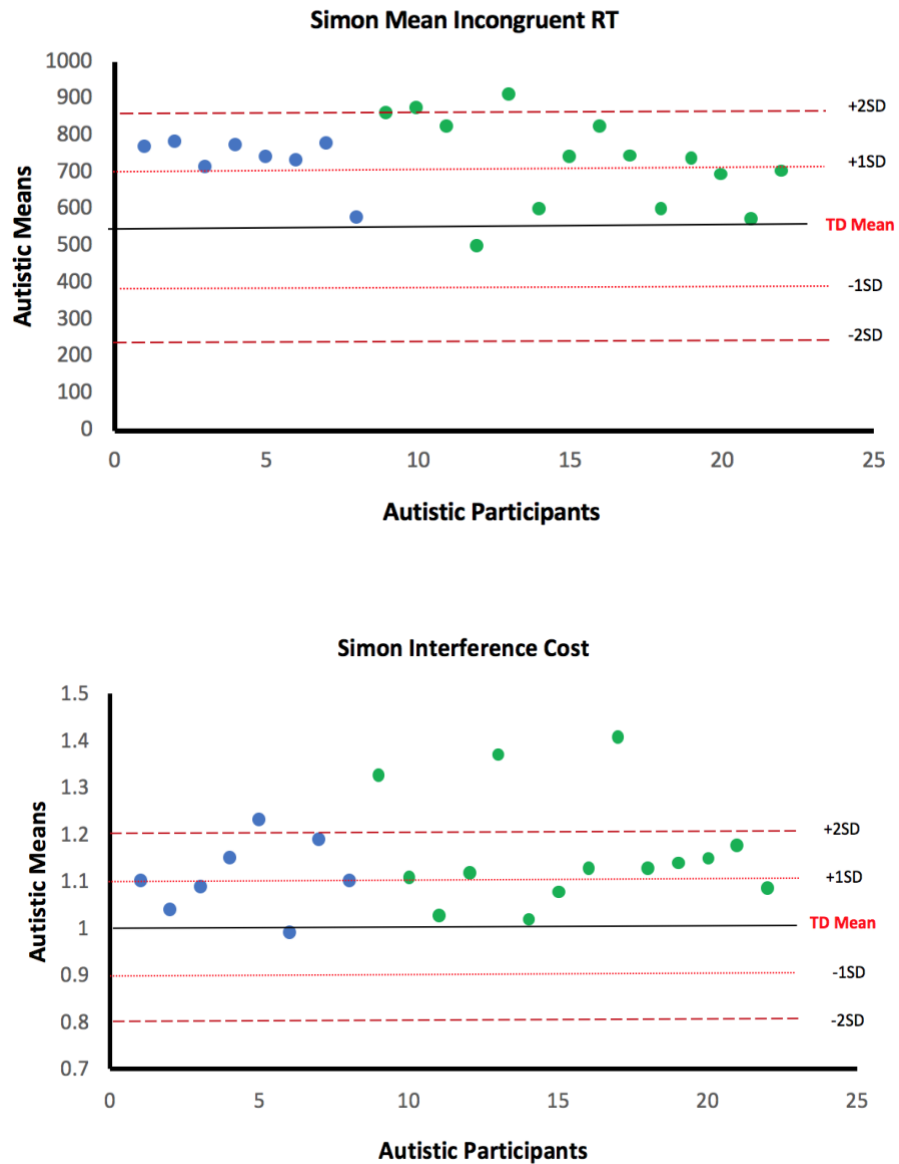 Simon Mean Incongruent RT
1000
900
800
700
600
500
400
300
200
100
0
Autistic Means
+2SD
+1SD
TD Mean
-1SD
-2SD
0 5 10 15 20 25
Autistic Participants
Simon Interference Cost
1.5
1.4
1.3
1.2
1.1
1
0.9
0.8
0.7
Autistic Means
+2SD
+1SD
TD Mean
-1SD
-2SD
0 5 10 15 20 25
Autistic Participants